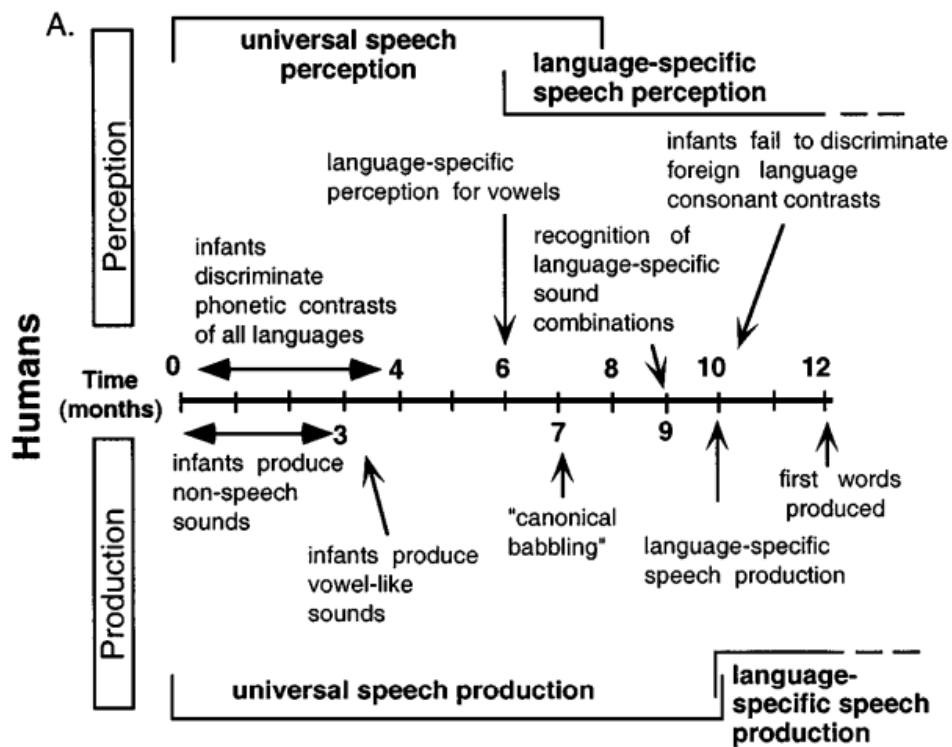 A.
universal speech
perception
language-specific
speech perception
Perception
language-specific
perception for vowels
infants fail to discriminate
foreign language
consonant contrasts
infants
discriminate
phonetic contrasts
of all languages
recognition of
language-specific
sound
combinations
Humans
Time
(months)
0 4 6 8 10 12
3 7 9
Production
infants produce
non-speech
sounds
infants produce
vowel-like
sounds
"canonical
babbling"
language-specific
speech production
first words
produced
universal speech production
language-
specific speech
production